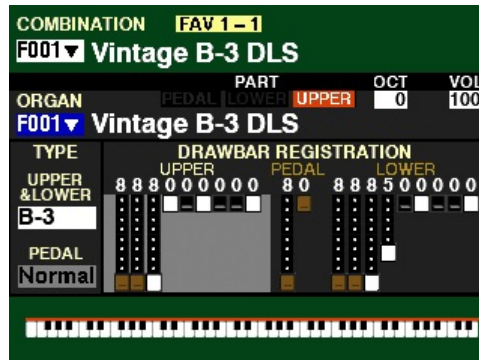 COMBINATION FAV 1 – 1
F001 Vintage B-3 DLS
PART OCT VOL
ORGAN PEDAL LOWER UPPER 0 100
F001 Vintage B-3 DLS
TYPE DRAWBAR REGISTRATION
UPPER PEDAL LOWER
UPPER 888000000 80 888500000
&LOWER
B-3
PEDAL
Normal